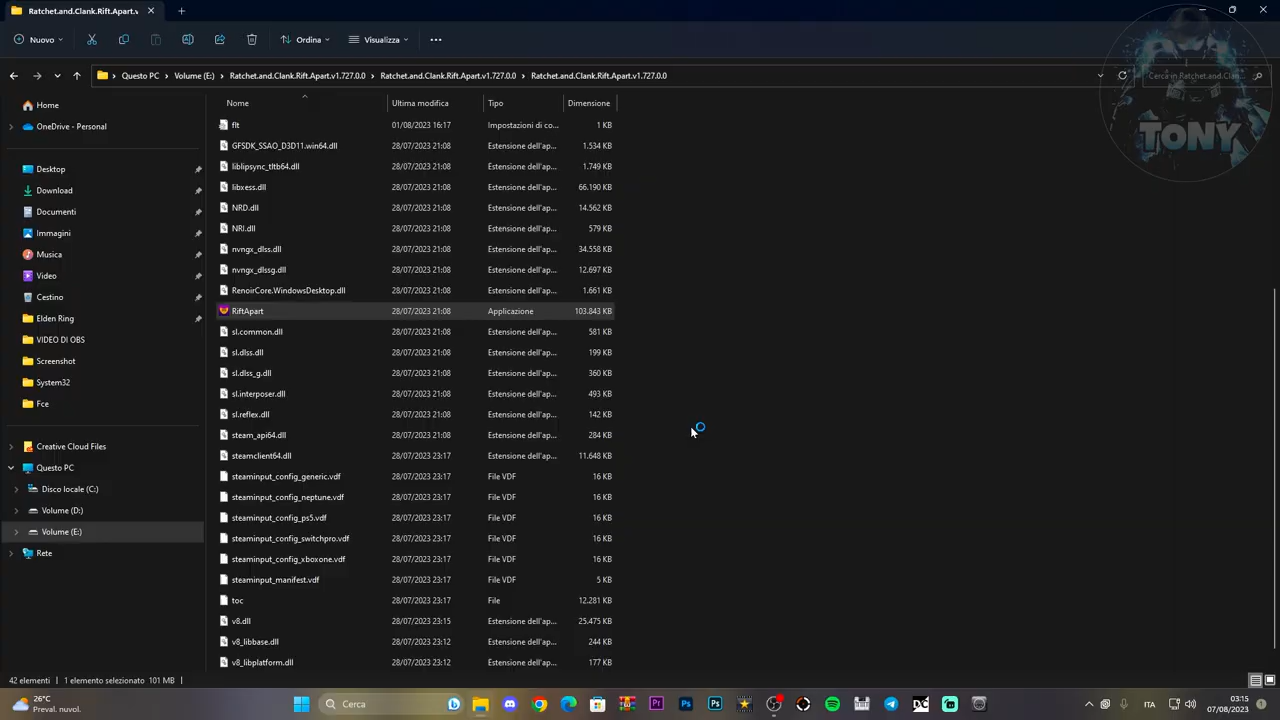 Ratchet.and.Clank.Rift.Apart.v1
Nuovo
Ordina
Visualizza
Questo PC > Volume (E:) > Ratchet.and.Clank.Rift.Apart.v1.727.0.0 > Ratchet.and.Clank.Rift.Apart.v1.727.0.0 > Ratchet.and.Clank.Rift.Apart.v1.727.0.0
Cerca in Ratchet.and.Clank...
TONY
Nome Ultima modifica Tipo Dimensione
Home
OneDrive - Personal
Desktop
Download
Documenti
Immagini
Musica
Video
Cestino
Elden Ring
VIDEO DI OBS
Screenshot
System32
Fce
Creative Cloud Files
Questo PC
Disco locale (C:)
Volume (D:)
Volume (E:)
Rete
flt 01/08/2023 16:17 Impostazioni di co... 1 KB
GFSDK_SSAO_D3D11.win64.dll 28/07/2023 21:08 Estensione dell'ap... 1.534 KB
liblipsync_tltb64.dll 28/07/2023 21:08 Estensione dell'ap... 1.749 KB
libxess.dll 28/07/2023 21:08 Estensione dell'ap... 66.190 KB
NRD.dll 28/07/2023 21:08 Estensione dell'ap... 14.562 KB
NRI.dll 28/07/2023 21:08 Estensione dell'ap... 579 KB
nvngx_dlss.dll 28/07/2023 21:08 Estensione dell'ap... 34.558 KB
nvngx_dlssg.dll 28/07/2023 21:08 Estensione dell'ap... 12.697 KB
RenoirCore.WindowsDesktop.dll 28/07/2023 21:08 Estensione dell'ap... 1.661 KB
RiftApart 28/07/2023 21:08 Applicazione 103.843 KB
sl.common.dll 28/07/2023 21:08 Estensione dell'ap... 581 KB
sl.dlss.dll 28/07/2023 21:08 Estensione dell'ap... 199 KB
sl.dlss_g.dll 28/07/2023 21:08 Estensione dell'ap... 360 KB
sl.interposer.dll 28/07/2023 21:08 Estensione dell'ap... 493 KB
sl.reflex.dll 28/07/2023 21:08 Estensione dell'ap... 142 KB
steam_api64.dll 28/07/2023 21:08 Estensione dell'ap... 284 KB
steamclient64.dll 28/07/2023 23:17 Estensione dell'ap... 11.648 KB
steaminput_config_generic.vdf 28/07/2023 23:17 File VDF 16 KB
steaminput_config_neptune.vdf 28/07/2023 23:17 File VDF 16 KB
steaminput_config_ps5.vdf 28/07/2023 23:17 File VDF 16 KB
steaminput_config_switchpro.vdf 28/07/2023 23:17 File VDF 16 KB
steaminput_config_xboxone.vdf 28/07/2023 23:17 File VDF 16 KB
steaminput_manifest.vdf 28/07/2023 23:17 File VDF 5 KB
toc 28/07/2023 23:17 File 12.281 KB
v8.dll 28/07/2023 23:15 Estensione dell'ap... 25.475 KB
v8_libbase.dll 28/07/2023 23:12 Estensione dell'ap... 244 KB
v8_libplatform.dll 28/07/2023 23:12 Estensione dell'ap... 177 KB
42 elementi 1 elemento selezionato 101 MB
26°C
Preval. nuvol.
Cerca
ITA
03:15
07/08/2023